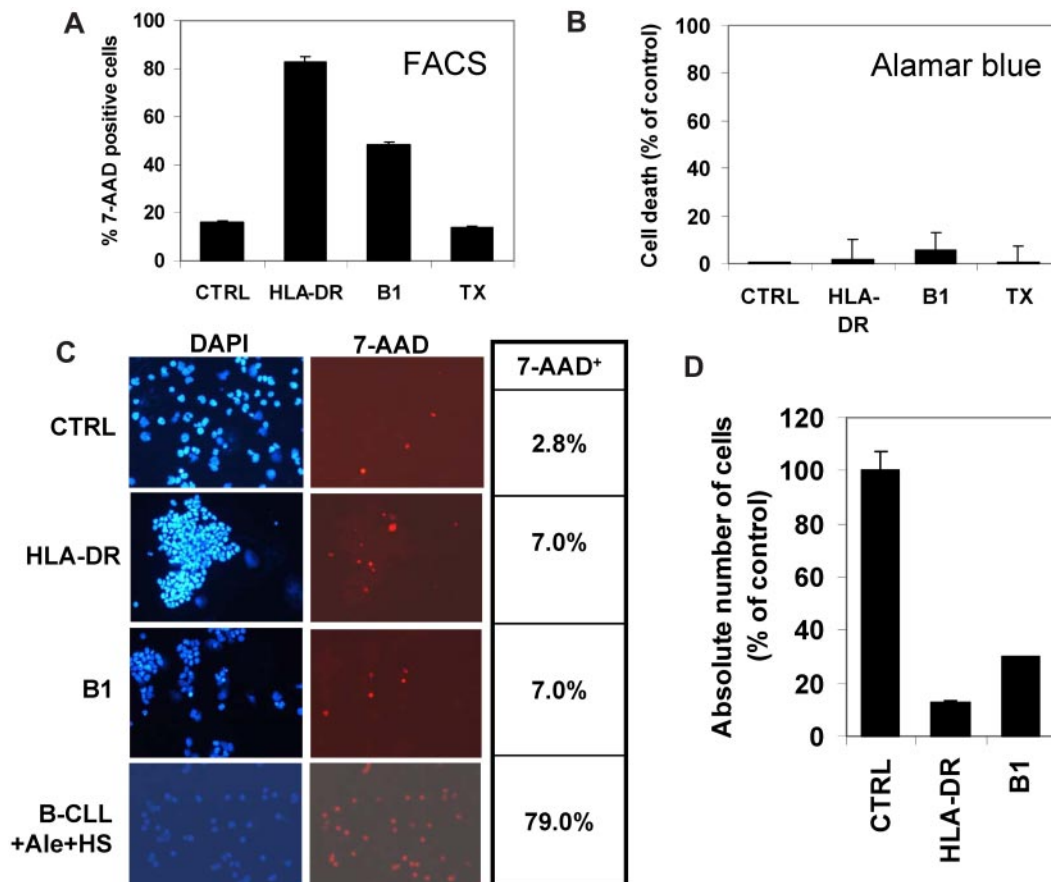 A
% 7-AAD positive cells
100
80
60
40
20
0
FACS
CTRL HLA-DR B1 TX
B
Cell death (% of control)
100
80
60
40
20
0
Alamar blue
CTRL HLA- B1 TX
DR
C
DAPI 7-AAD
7-AAD+
CTRL
2.8%
HLA-DR
7.0%
B1
7.0%
B-CLL
+Ale+HS
79.0%
D
Absolute number of cells
(% of control)
120
100
80
60
40
20
0
CTRL
HLA-DR
B1